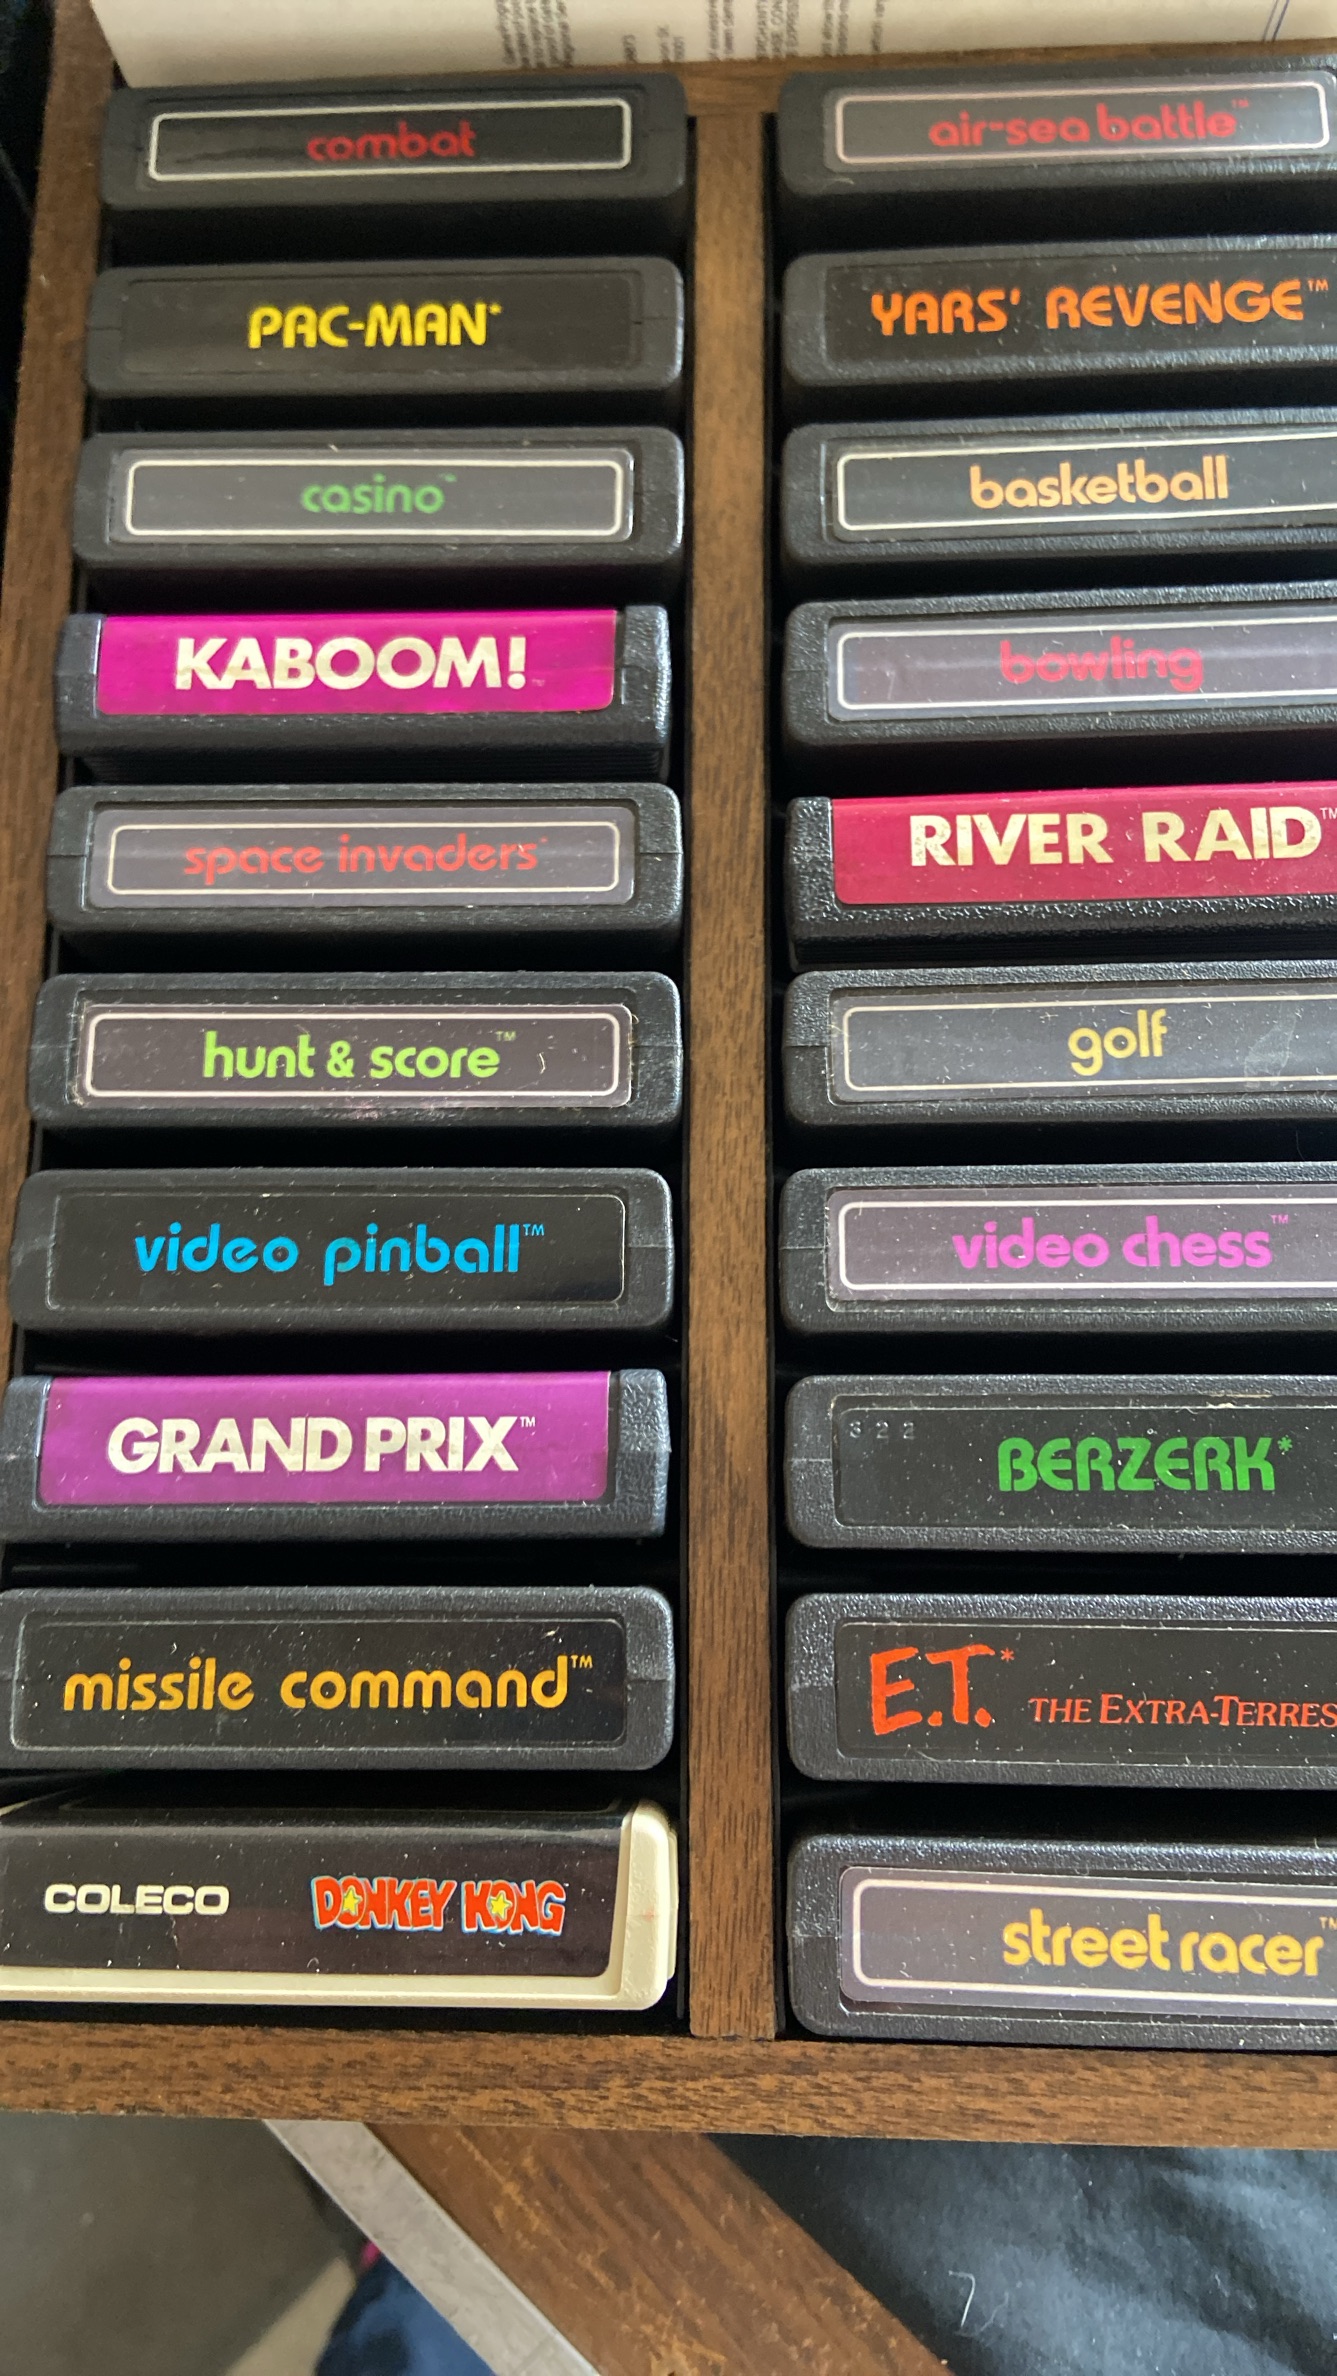 combat
PAC-MAN*
casino™
KABOOM!
space invaders*
hunt & score™
video pinball™
GRAND PRIX™
missile command™
COLECO DONKEY KONG
air-sea battle™
YARS' REVENGE™
basketball
bowling
RIVER RAID™
golf
video chess™
322
BERZERK*
E.T.* THE EXTRA-TERRES
street racer™